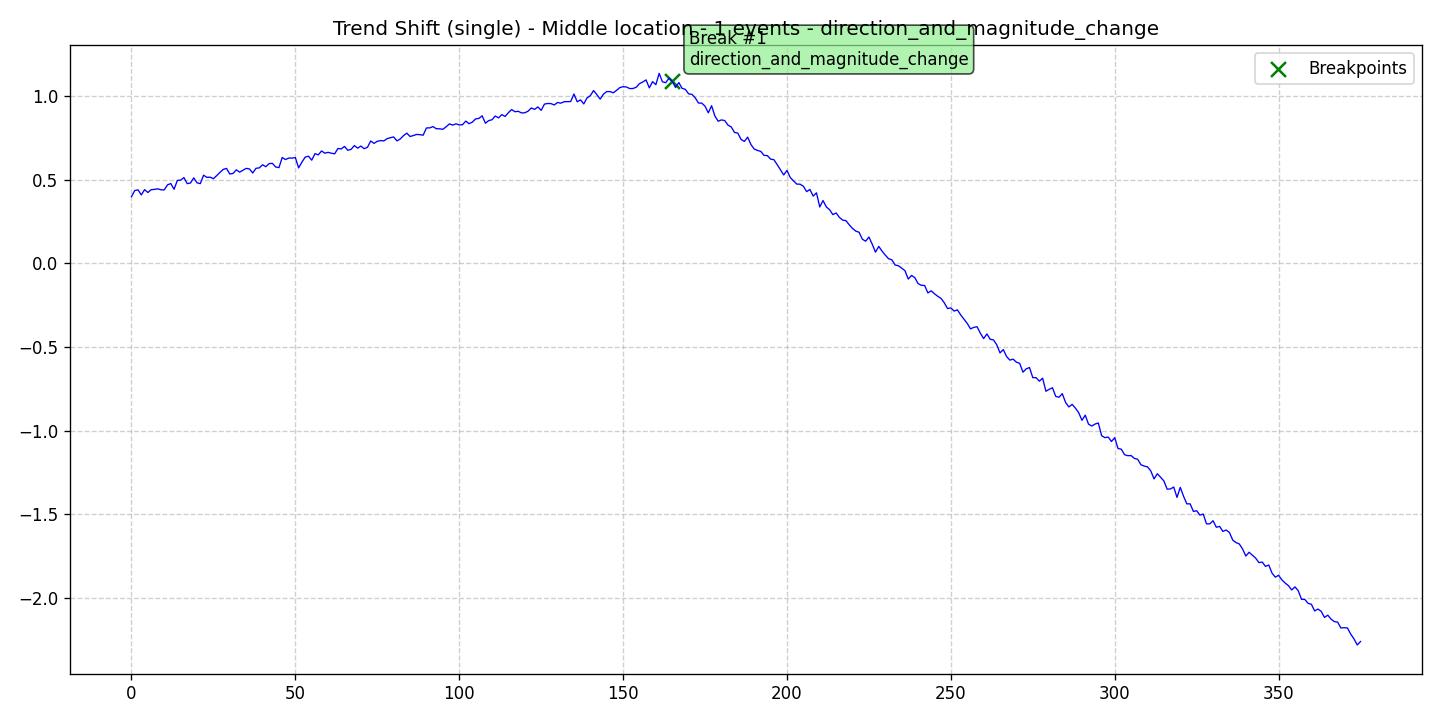 Trend Shift (single) - Middle location - 1 events - direction_and_magnitude_change
Break #1
direction_and_magnitude_change
Breakpoints
1.0
0.5
0.0
−0.5
−1.0
−1.5
−2.0
0 50 100 150 200 250 300 350